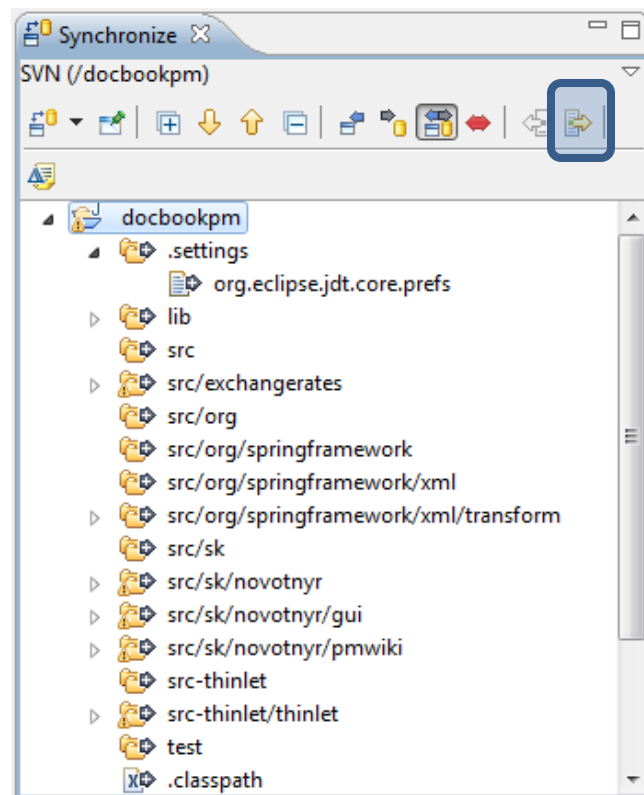 Synchronize
SVN (/docbookpm)
docbookpm
.settings
org.eclipse.jdt.core.prefs
lib
src
src/exchangerates
src/org
src/org/springframework
src/org/springframework/xml
src/org/springframework/xml/transform
src/sk
src/sk/novotnyr
src/sk/novotnyr/gui
src/sk/novotnyr/pmwiki
src-thinlet
src-thinlet/thinlet
test
.classpath